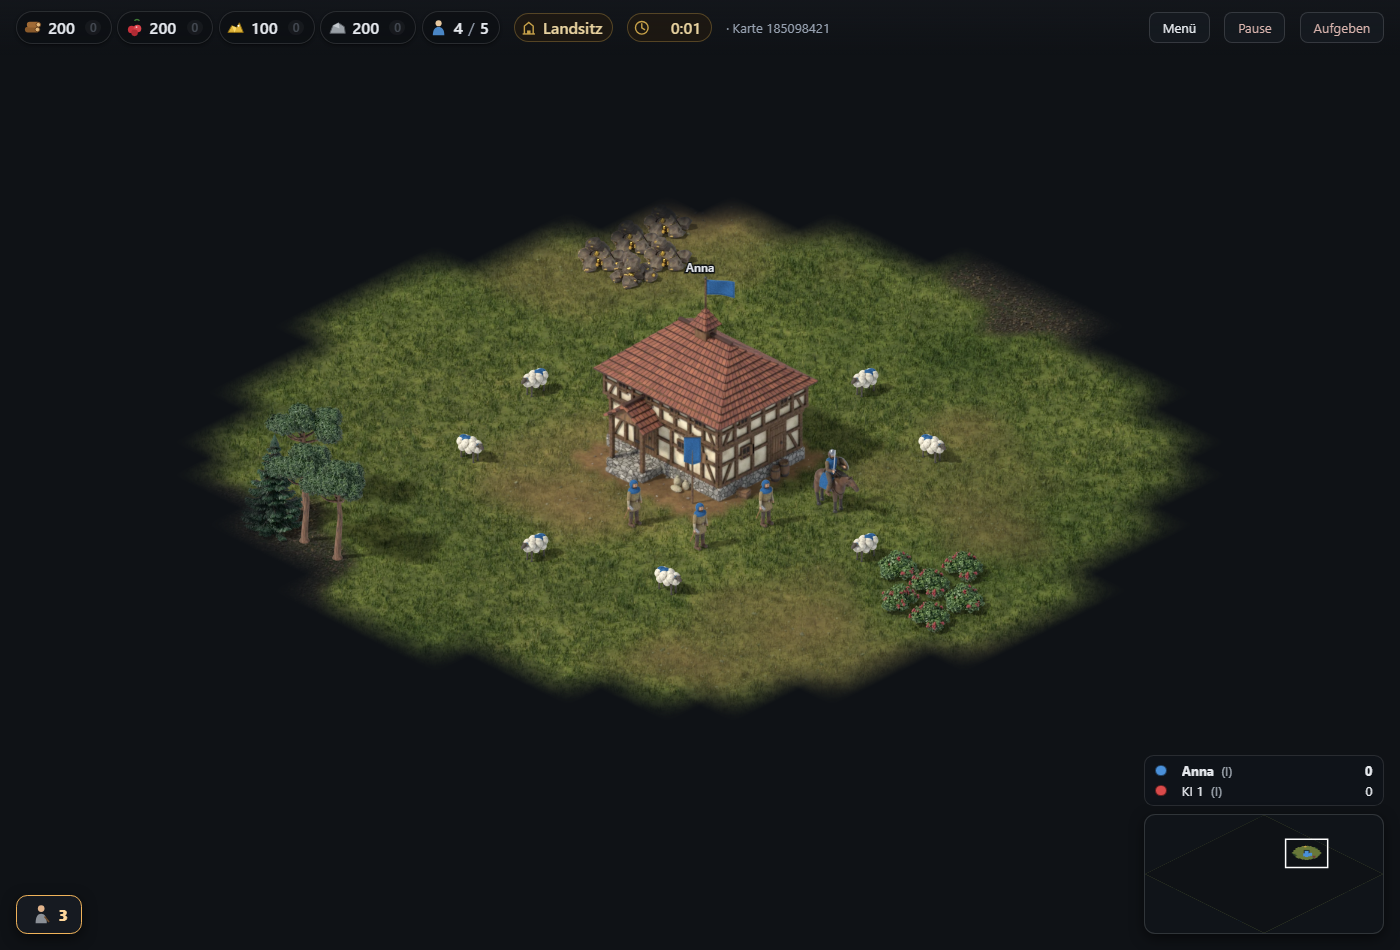 200 0 200 0 100 0 200 0 4 / 5 Landsitz 0:01 · Karte 185098421 Menü Pause Aufgeben
Anna
Anna (I) 0
KI 1 (I) 0
3